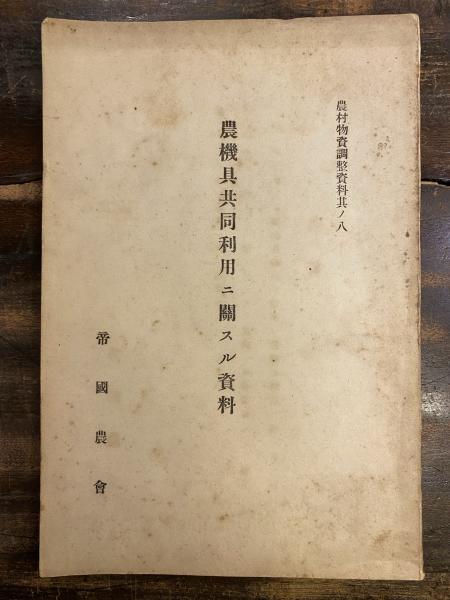 農村物資調整資料其ノ八
農機具共同利用ニ關スル資料
帝國農會